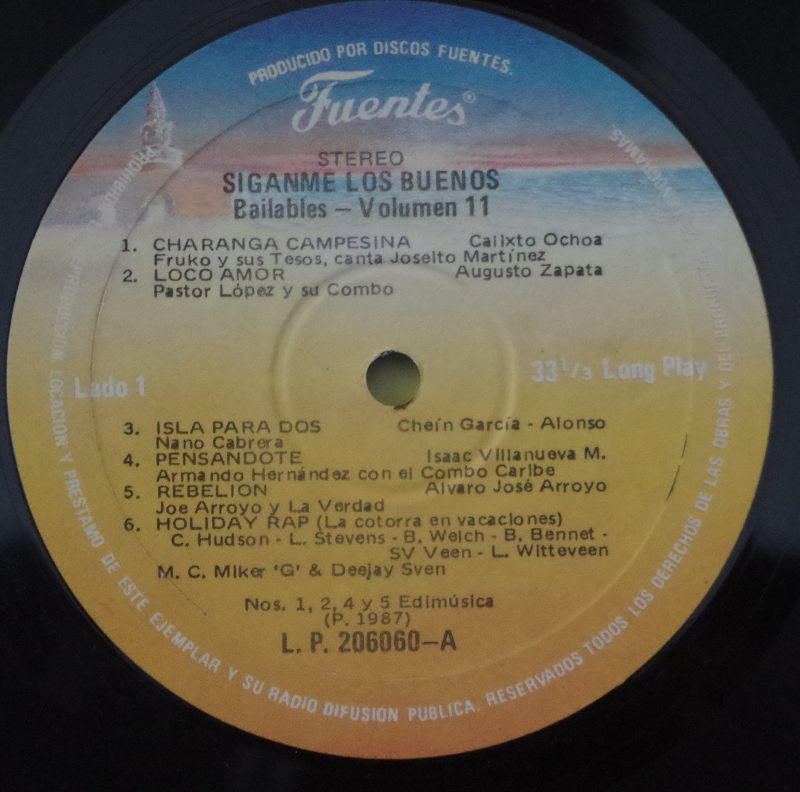 PRODUCIDO POR DISCOS FUENTES.
Fuentes®
STEREO
SIGANME LOS BUENOS
Bailables – Volumen 11
1. CHARANGA CAMPESINA Calixto Ochoa
Fruko y sus Tesos, canta Joseito Martínez
2. LOCO AMOR Augusto Zapata
Pastor López y su Combo
Lado 1
33 1/3 Long Play
3. ISLA PARA DOS Cheín García - Alonso
Nano Cabrera
4. PENSANDOTE Isaac Villanueva M.
Armando Hernández con el Combo Caribe
5. REBELION Alvaro José Arroyo
Joe Arroyo y La Verdad
6. HOLIDAY RAP (La cotorra en vacaciones)
C. Hudson - L. Stevens - B. Welch - B. Bennet -
SV Veen - L. Witteveen
M. C. Miker 'G' & Deejay Sven
Nos. 1, 2, 4 y 5 Edimúsica
(P. 1987)
L. P. 206060–A
PROHIBIDA LOCACION Y PRESTAMO DE ESTE EJEMPLAR Y SU RADIO DIFUSION PUBLICA. RESERVADOS TODOS LOS DERECHOS DE LAS OBRAS Y DEL